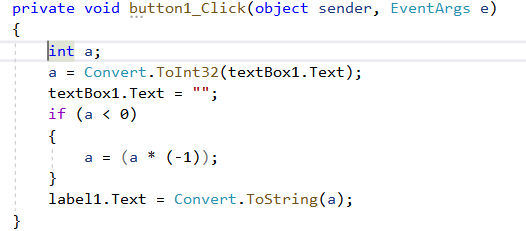 private void button1_Click(object sender, EventArgs e)
{
int a;
a = Convert.ToInt32(textBox1.Text);
textBox1.Text = "";
if (a < 0)
{
a = (a * (-1));
}
label1.Text = Convert.ToString(a);
}